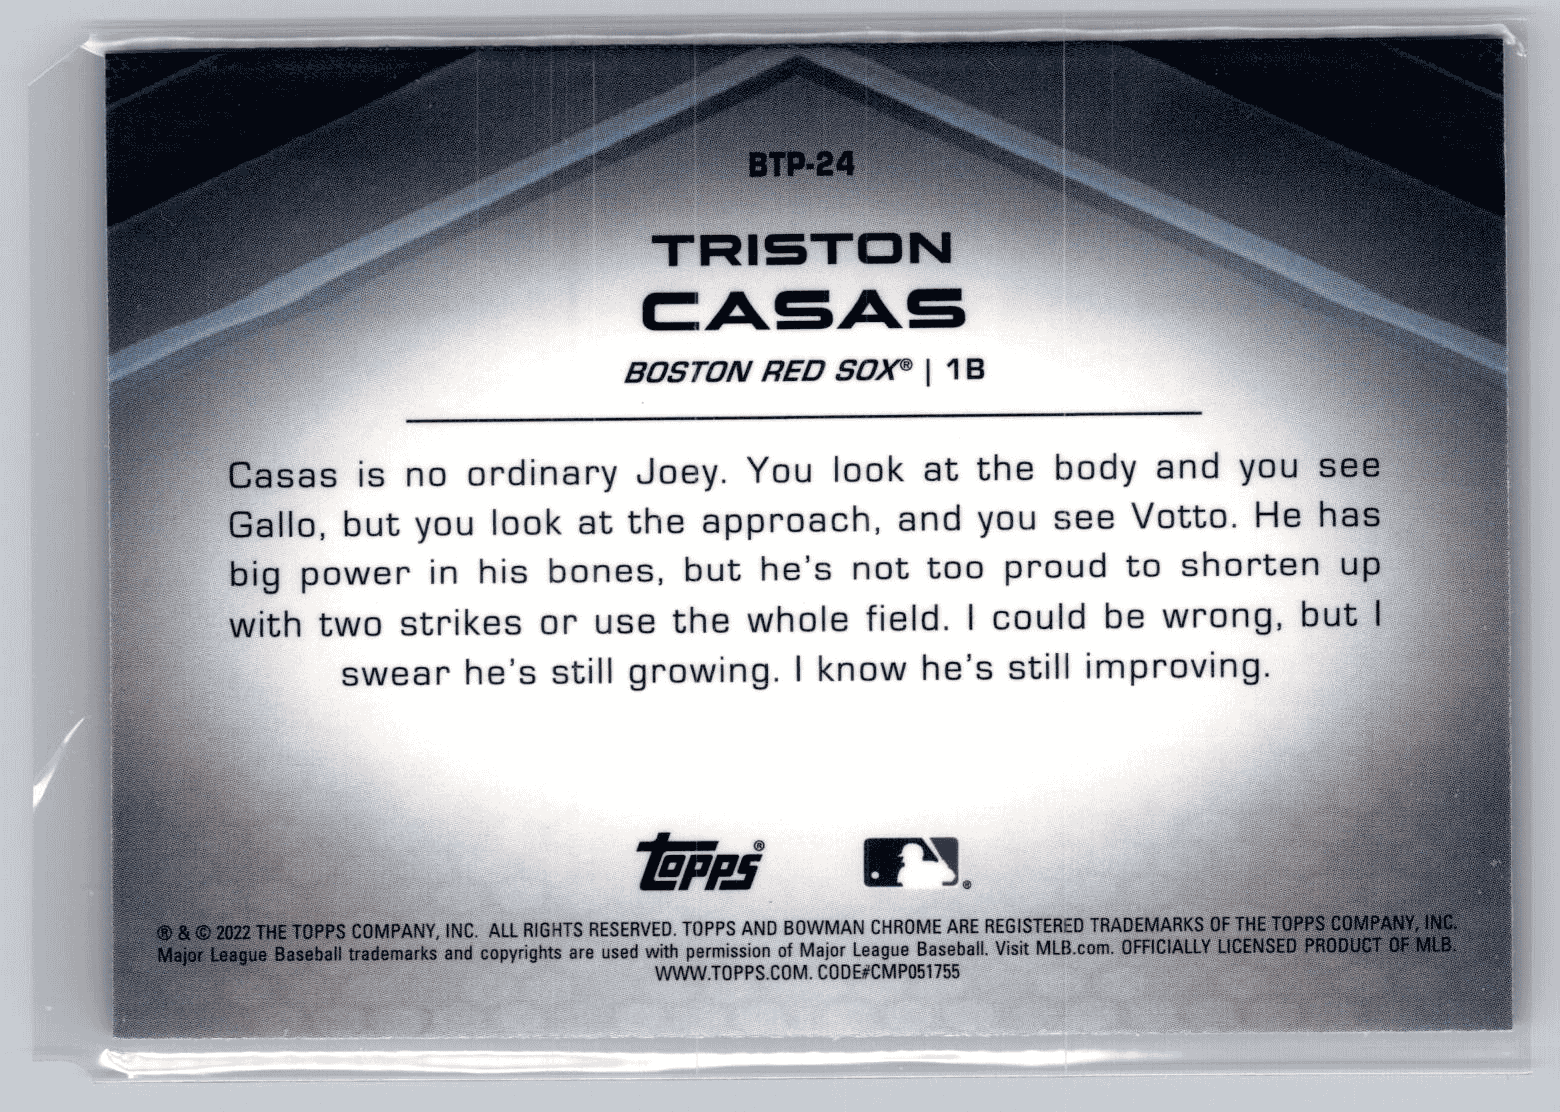 BTP-24
TRISTON
CASAS
BOSTON RED SOX® | 1B
Casas is no ordinary Joey. You look at the body and you see
Gallo, but you look at the approach, and you see Votto. He has
big power in his bones, but he's not too proud to shorten up
with two strikes or use the whole field. I could be wrong, but I
swear he's still growing. I know he's still improving.
topps®
®
® & © 2022 THE TOPPS COMPANY, INC. ALL RIGHTS RESERVED. TOPPS AND BOWMAN CHROME ARE REGISTERED TRADEMARKS OF THE TOPPS COMPANY, INC.
Major League Baseball trademarks and copyrights are used with permission of Major League Baseball. Visit MLB.com. OFFICIALLY LICENSED PRODUCT OF MLB.
WWW.TOPPS.COM. CODE#CMP051755